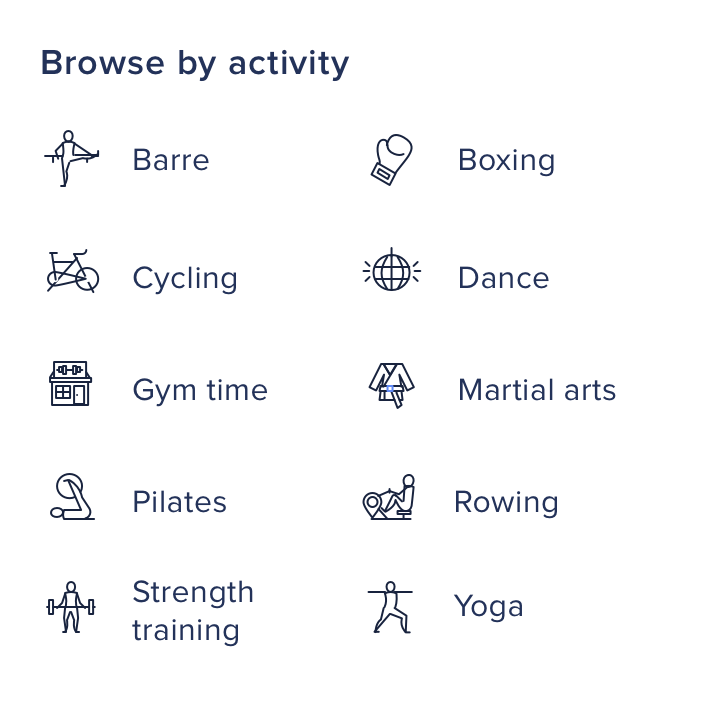 Browse by activity
Barre
Boxing
Cycling
Dance
Gym time
Martial arts
Pilates
Rowing
Strength
training
Yoga